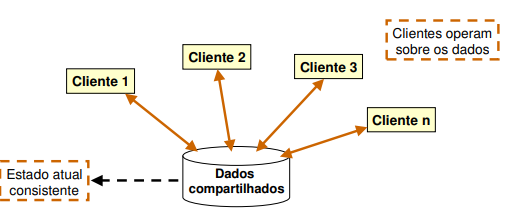 Clientes operam
sobre os dados
Cliente 1
Cliente 2
Cliente 3
Cliente n
Dados
compartilhados
Estado atual
consistente